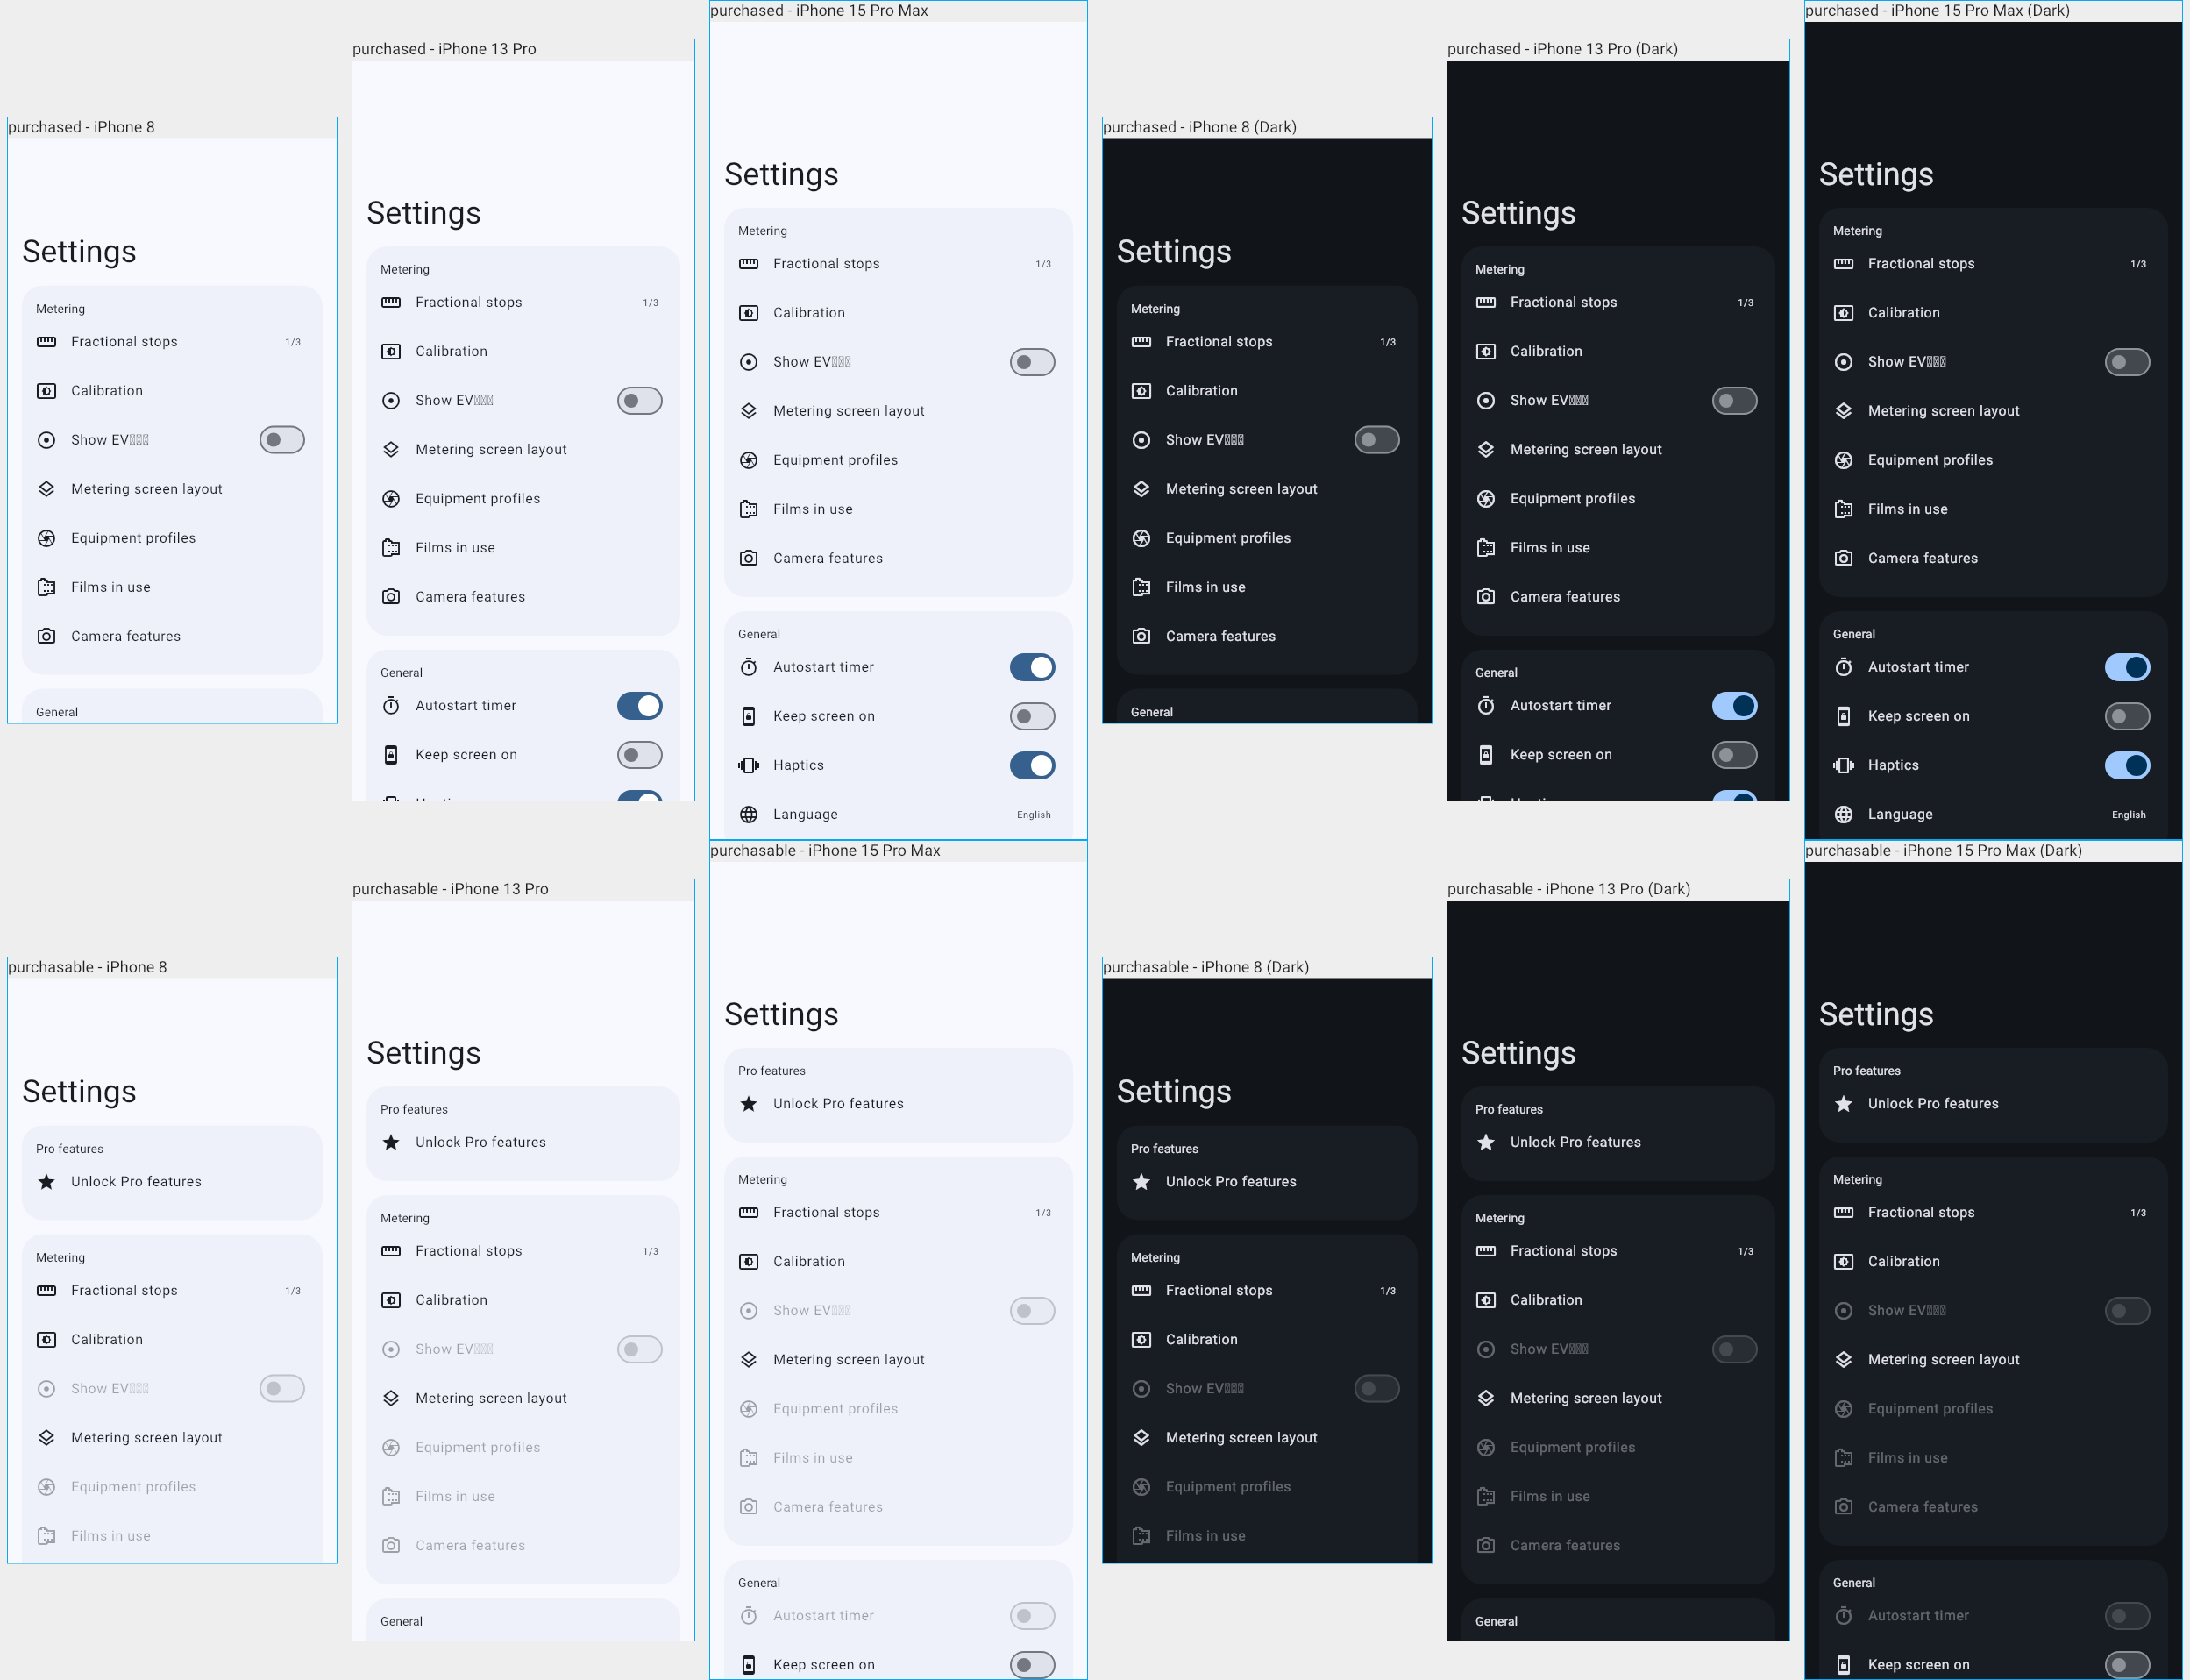 purchased - iPhone 8
Settings
Metering
Fractional stops 1/3
Calibration
Show EV
Metering screen layout
Equipment profiles
Films in use
Camera features
General
purchased - iPhone 13 Pro
Settings
Metering
Fractional stops 1/3
Calibration
Show EV
Metering screen layout
Equipment profiles
Films in use
Camera features
General
Autostart timer
Keep screen on
purchased - iPhone 15 Pro Max
Settings
Metering
Fractional stops 1/3
Calibration
Show EV
Metering screen layout
Equipment profiles
Films in use
Camera features
General
Autostart timer
Keep screen on
Haptics
Language English
purchased - iPhone 8 (Dark)
Settings
Metering
Fractional stops 1/3
Calibration
Show EV
Metering screen layout
Equipment profiles
Films in use
Camera features
General
purchased - iPhone 13 Pro (Dark)
Settings
Metering
Fractional stops 1/3
Calibration
Show EV
Metering screen layout
Equipment profiles
Films in use
Camera features
General
Autostart timer
Keep screen on
purchased - iPhone 15 Pro Max (Dark)
Settings
Metering
Fractional stops 1/3
Calibration
Show EV
Metering screen layout
Equipment profiles
Films in use
Camera features
General
Autostart timer
Keep screen on
Haptics
Language English
purchasable - iPhone 8
Settings
Pro features
Unlock Pro features
Metering
Fractional stops 1/3
Calibration
Show EV
Metering screen layout
Equipment profiles
Films in use
purchasable - iPhone 13 Pro
Settings
Pro features
Unlock Pro features
Metering
Fractional stops 1/3
Calibration
Show EV
Metering screen layout
Equipment profiles
Films in use
Camera features
General
purchasable - iPhone 15 Pro Max
Settings
Pro features
Unlock Pro features
Metering
Fractional stops 1/3
Calibration
Show EV
Metering screen layout
Equipment profiles
Films in use
Camera features
General
Autostart timer
Keep screen on
purchasable - iPhone 8 (Dark)
Settings
Pro features
Unlock Pro features
Metering
Fractional stops 1/3
Calibration
Show EV
Metering screen layout
Equipment profiles
Films in use
purchasable - iPhone 13 Pro (Dark)
Settings
Pro features
Unlock Pro features
Metering
Fractional stops 1/3
Calibration
Show EV
Metering screen layout
Equipment profiles
Films in use
Camera features
General
purchasable - iPhone 15 Pro Max (Dark)
Settings
Pro features
Unlock Pro features
Metering
Fractional stops 1/3
Calibration
Show EV
Metering screen layout
Equipment profiles
Films in use
Camera features
General
Autostart timer
Keep screen on